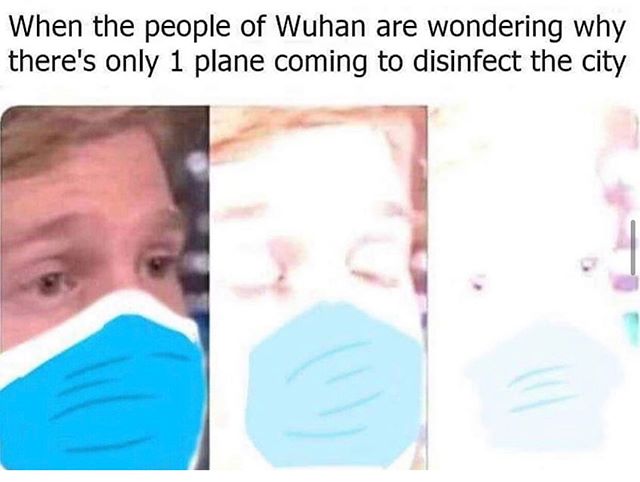 When the people of Wuhan are wondering why
there's only 1 plane coming to disinfect the city